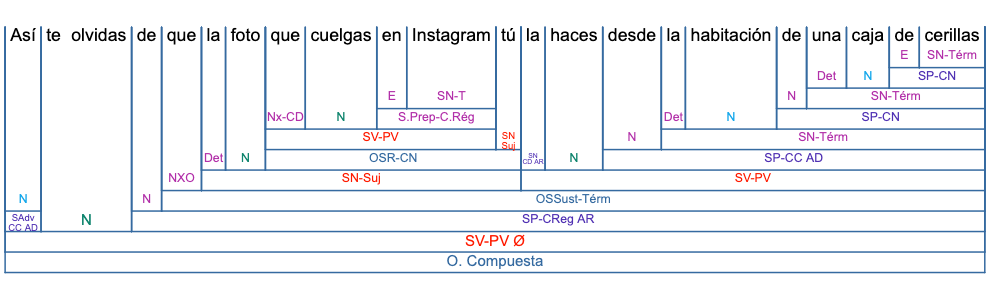 Así te olvidas de que la foto que cuelgas en Instagram tú la haces desde la habitación de una caja de cerillas
E SN-Térm
Det N SP-CN
E SN-T N SN-Térm
Nx-CD N S.Prep-C.Rég Det N SP-CN
SV-PV SN Suj N SN-Térm
Det N OSR-CN SN CD AR N SP-CC AD
NXO SN-Suj SV-PV
N N OSSust-Térm
SAdv CC AD N SP-CReg AR
SV-PV Ø
O. Compuesta